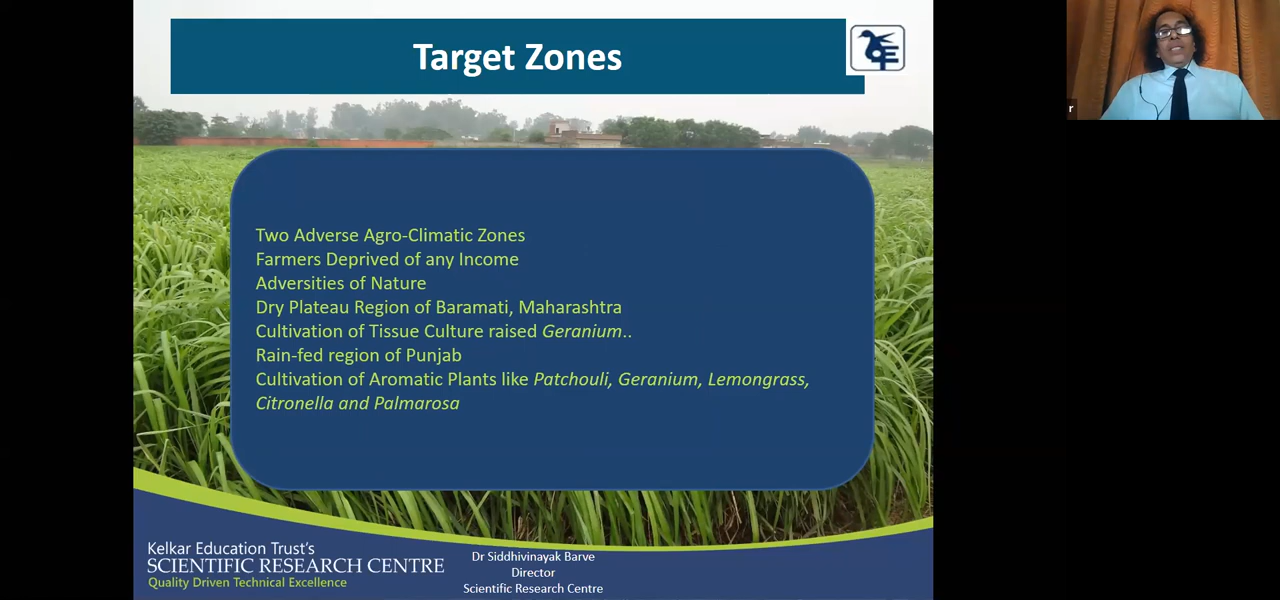 Target Zones
r
Two Adverse Agro-Climatic Zones
Farmers Deprived of any Income
Adversities of Nature
Dry Plateau Region of Baramati, Maharashtra
Cultivation of Tissue Culture raised Geranium..
Rain-fed region of Punjab
Cultivation of Aromatic Plants like Patchouli, Geranium, Lemongrass,
Citronella and Palmarosa
Kelkar Education Trust's
SCIENTIFIC RESEARCH CENTRE
Quality Driven Technical Excellence
Dr Siddhivinayak Barve
Director
Scientific Research Centre